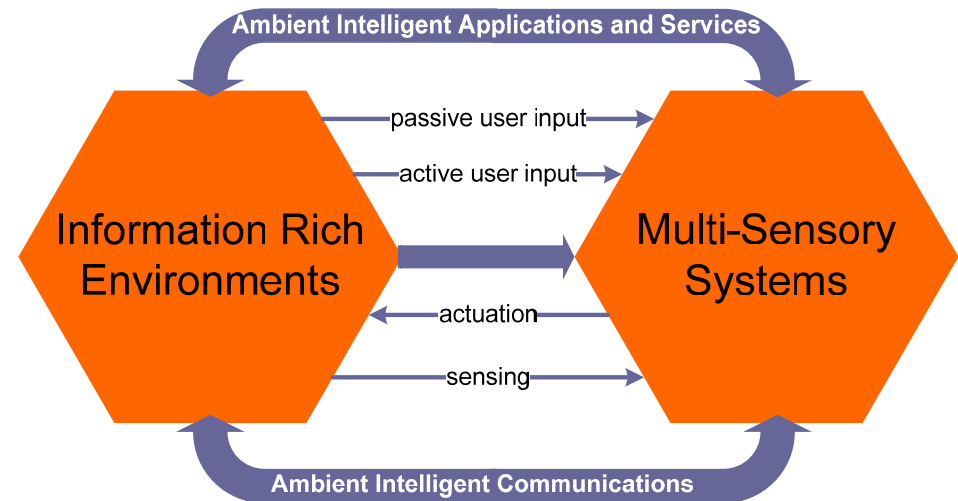 Ambient Intelligent Applications and Services
passive user input
active user input
Information Rich
Environments
Multi-Sensory
Systems
actuation
sensing
Ambient Intelligent Communications